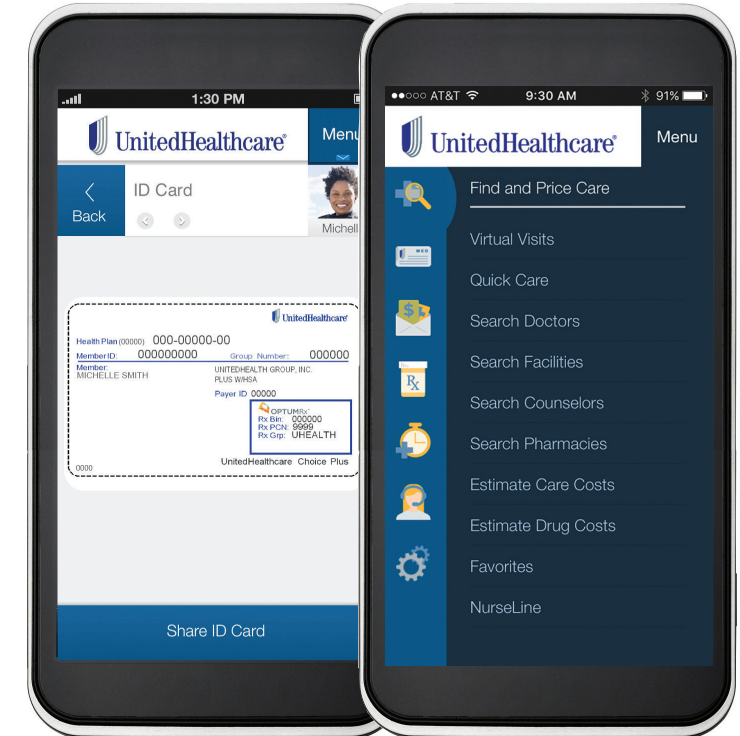 1:30 PM
UnitedHealthcare®
Menu
ID Card
Back
Michell
UnitedHealthcare
Health Plan (00000) 000-00000-00
Member ID: 000000000 Group Number: 000000
Member:
MICHELLE SMITH
UNITEDHEALTH GROUP, INC.
PLUS W/HSA
Payer ID 00000
OPTUMRx
Rx Bin: 000000
Rx PCN: 9999
Rx Grp: UHEALTH
UnitedHealthcare Choice Plus
0000
Share ID Card
AT&T 9:30 AM 91%
UnitedHealthcare®
Menu
Find and Price Care
Virtual Visits
Quick Care
Search Doctors
Search Facilities
Search Counselors
Search Pharmacies
Estimate Care Costs
Estimate Drug Costs
Favorites
NurseLine
MED
$
Rx